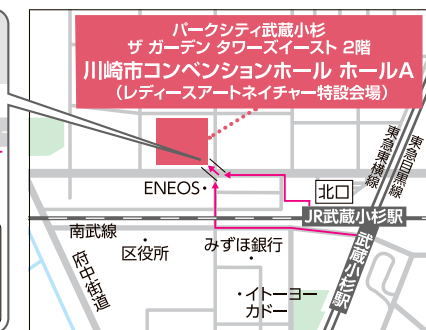 パークシティ武蔵小杉
ザ ガーデン タワーズイースト 2階
川崎市コンベンションホール ホールA
(レディースアートネイチャー特設会場)
東急目黒線
東急東横線
ENEOS
北口
JR武蔵小杉駅
南武線
区役所
みずほ銀行
武蔵小杉駅
府中街道
・イトーヨー
カドー